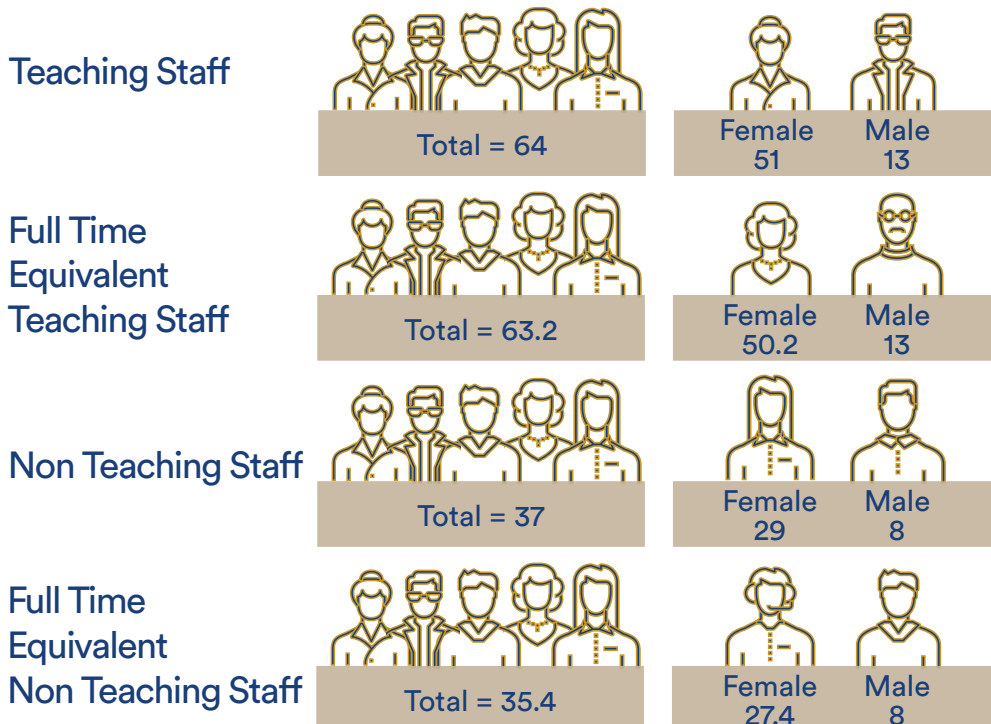 Teaching Staff
Total = 64
Female Male
51 13
Full Time
Equivalent
Teaching Staff
Total = 63.2
Female Male
50.2 13
Non Teaching Staff
Total = 37
Female Male
29 8
Full Time
Equivalent
Non Teaching Staff
Total = 35.4
Female Male
27.4 8